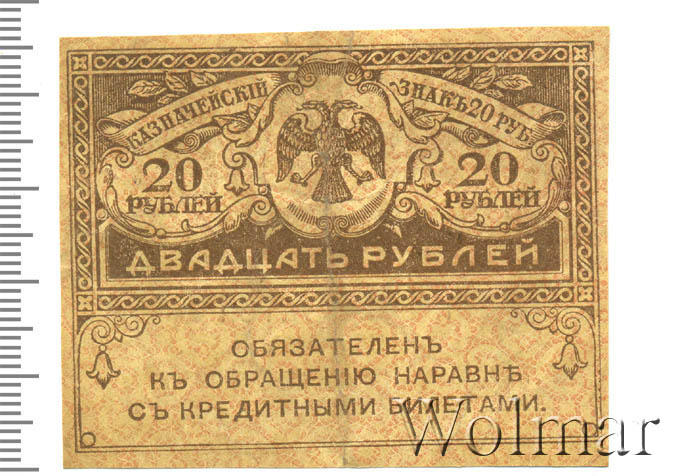 КАЗНАЧЕЙСКІЙ ЗНАКЪ 20 РУБ.
20 РУБЛЕЙ
20 РУБЛЕЙ
ДВАДЦАТЬ РУБЛЕЙ
ОБЯЗАТЕЛЕНЪ
КЪ ОБРАЩЕНІЮ НАРАВНѢ
СЪ КРЕДИТНЫМИ БИЛЕТАМИ.
Wolmar